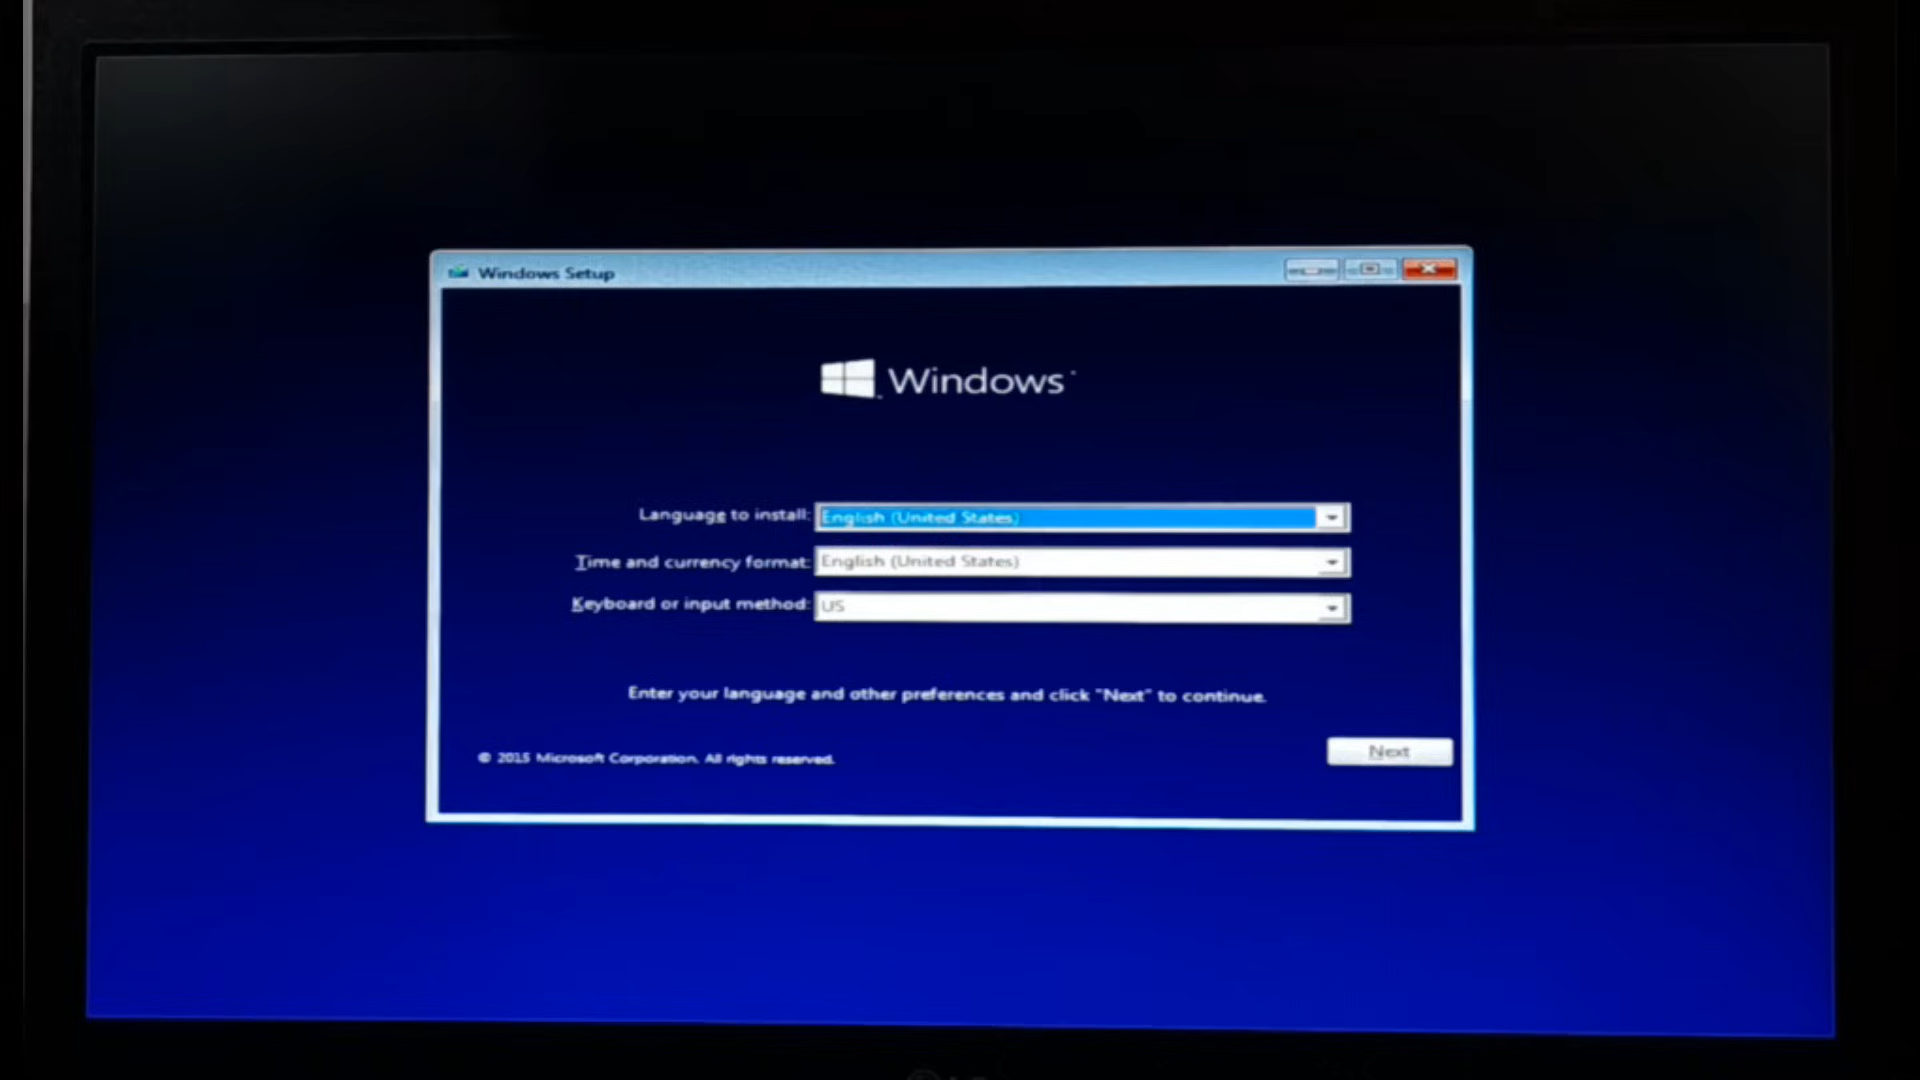 Windows Setup
Windows
Language to install: English (United States)
Time and currency format: English (United States)
Keyboard or input method: US
Enter your language and other preferences and click "Next" to continue.
© 2015 Microsoft Corporation. All rights reserved.
Next